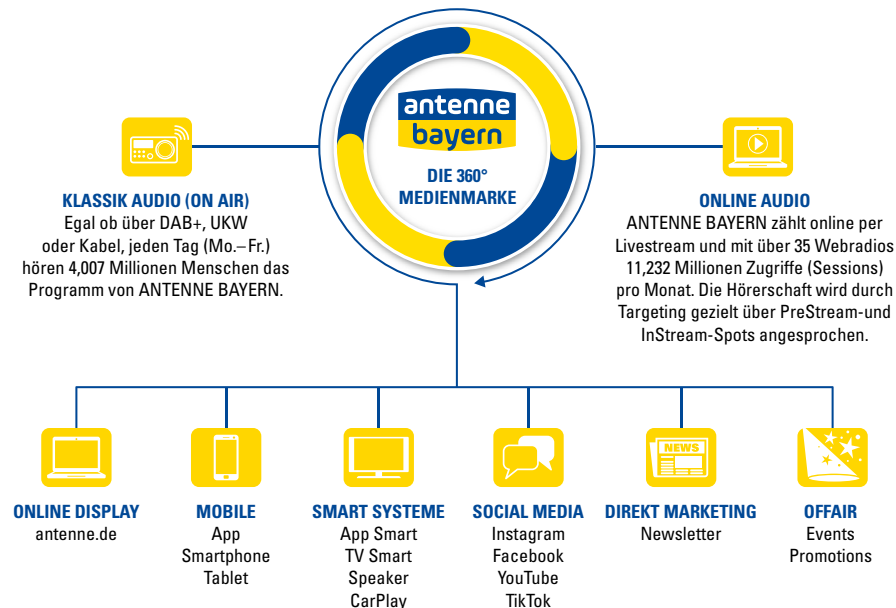 antenne
bayern
DIE 360°
MEDIENMARKE
KLASSIK AUDIO (ON AIR)
Egal ob über DAB+, UKW
oder Kabel, jeden Tag (Mo.–Fr.)
hören 4,007 Millionen Menschen das
Programm von ANTENNE BAYERN.
ONLINE AUDIO
ANTENNE BAYERN zählt online per
Livestream und mit über 35 Webradios
11,232 Millionen Zugriffe (Sessions)
pro Monat. Die Hörerschaft wird durch
Targeting gezielt über PreStream-und
InStream-Spots angesprochen.
ONLINE DISPLAY
antenne.de
MOBILE
App
Smartphone
Tablet
SMART SYSTEME
App Smart
TV Smart
Speaker
CarPlay
SOCIAL MEDIA
Instagram
Facebook
YouTube
TikTok
NEWS
DIREKT MARKETING
Newsletter
OFFAIR
Events
Promotions